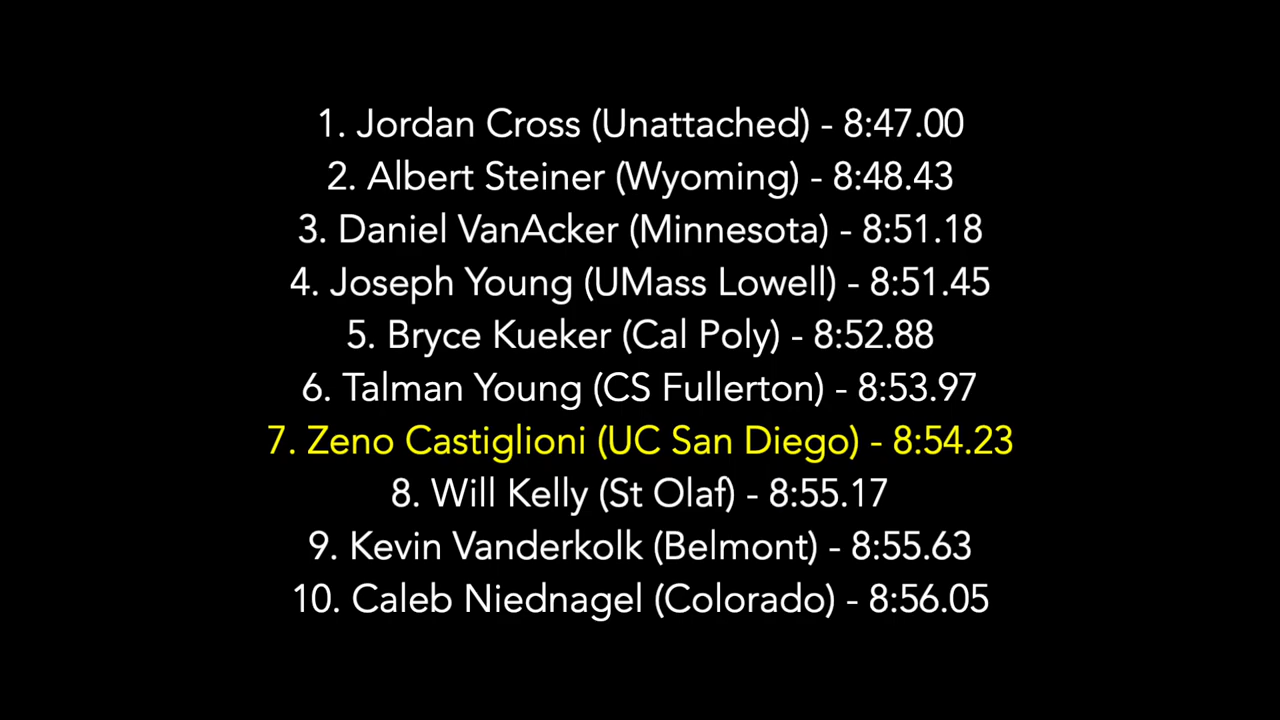 1. Jordan Cross (Unattached) - 8:47.00
2. Albert Steiner (Wyoming) - 8:48.43
3. Daniel VanAcker (Minnesota) - 8:51.18
4. Joseph Young (UMass Lowell) - 8:51.45
5. Bryce Kueker (Cal Poly) - 8:52.88
6. Talman Young (CS Fullerton) - 8:53.97
7. Zeno Castiglioni (UC San Diego) - 8:54.23
8. Will Kelly (St Olaf) - 8:55.17
9. Kevin Vanderkolk (Belmont) - 8:55.63
10. Caleb Niednagel (Colorado) - 8:56.05